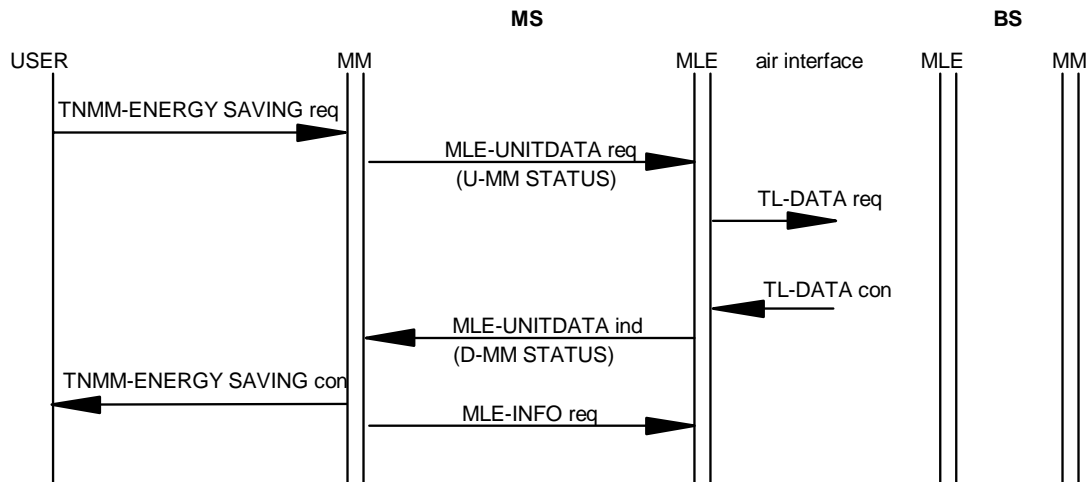 MS BS
USER MM MLE air interface MLE MM
TNMM-ENERGY SAVING req
MLE-UNITDATA req
(U-MM STATUS)
TL-DATA req
TL-DATA con
MLE-UNITDATA ind
(D-MM STATUS)
TNMM-ENERGY SAVING con
MLE-INFO req